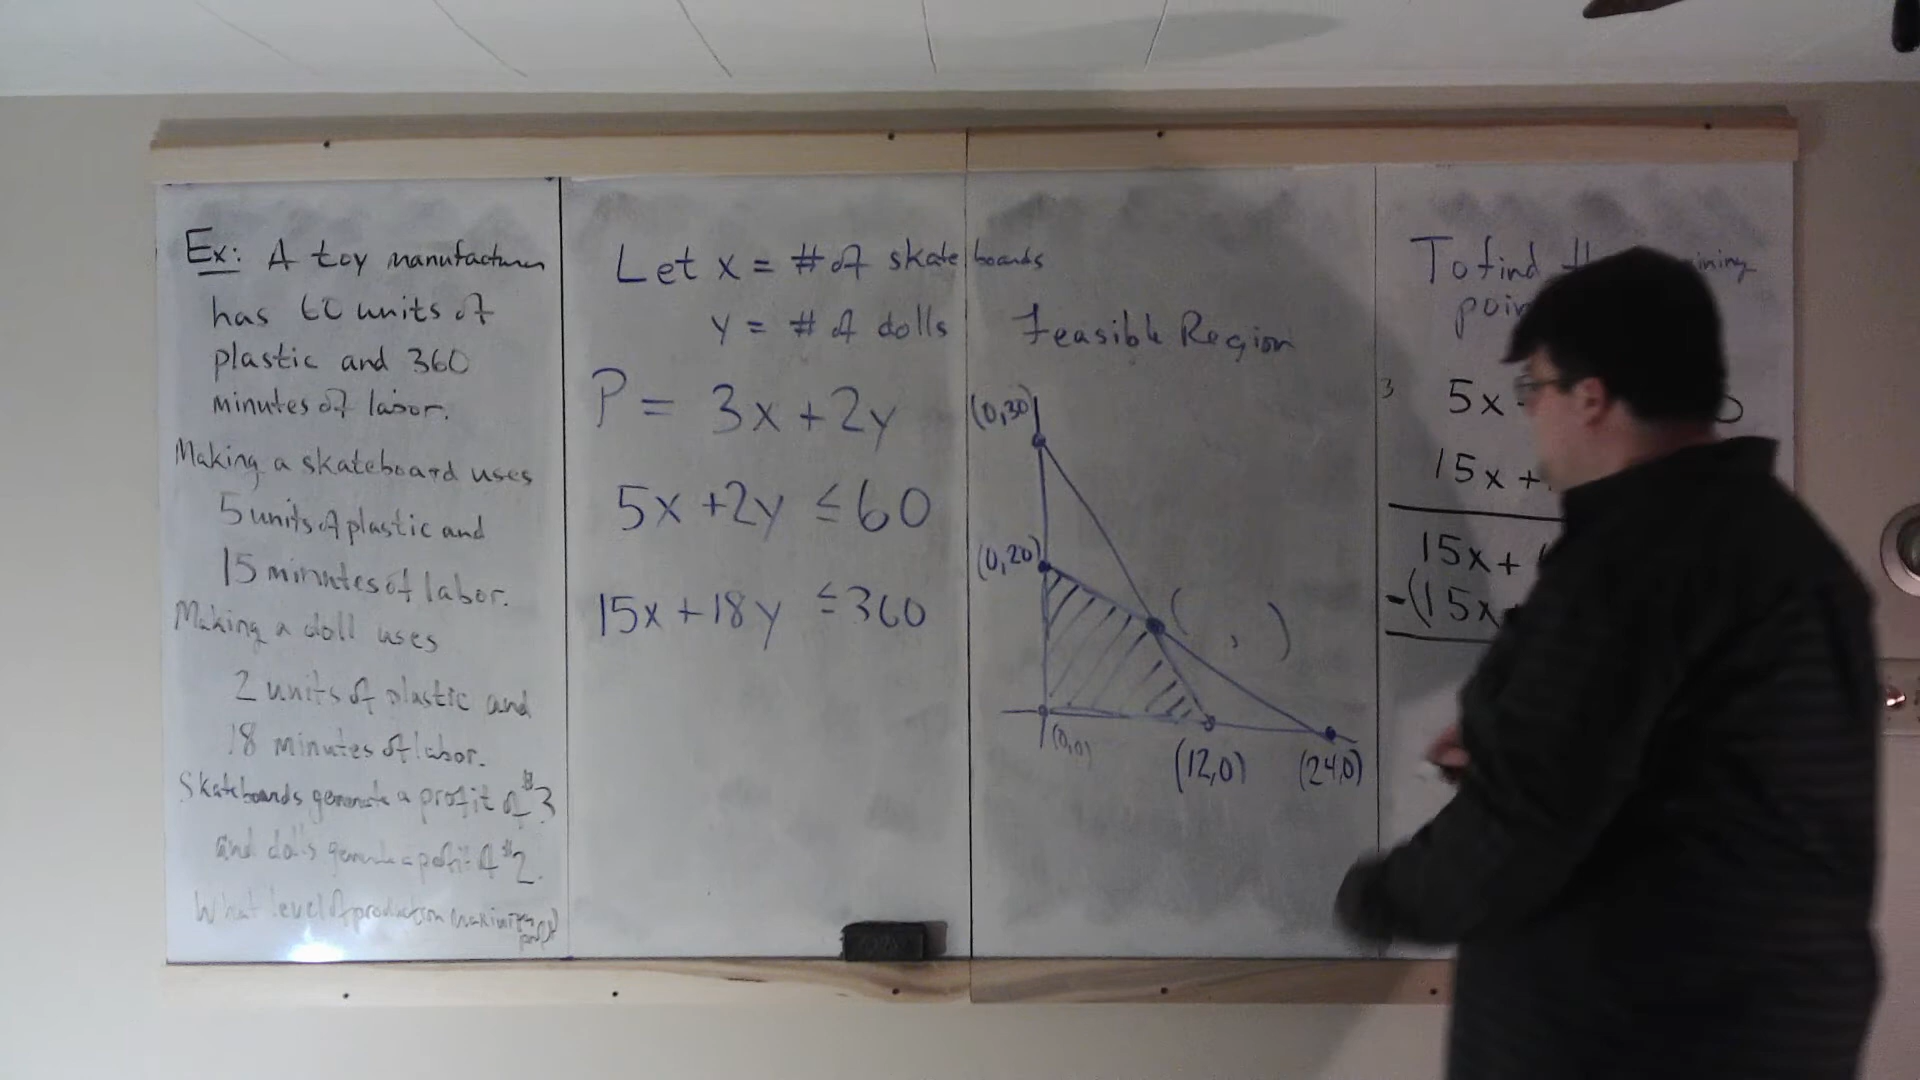 Ex: A toy manufacturer
has 60 units of
plastic and 360
minutes of labor.
Making a skateboard uses
5 units of plastic and
15 minutes of labor.
Making a doll uses
2 units of plastic and
18 minutes of labor.
Skateboards generate a profit of $3
and dolls generate a profit of $2.
What level of production maximizes
profit?
Let x = # of skateboards
y = # of dolls
P = 3x + 2y
5x + 2y ≤ 60
15x + 18y ≤ 360
Feasible Region
(0,30)
(0,20)
( , )
(0,0)
(12,0)
(24,0)
To find
3 5x
15x +
15x +
-(15x